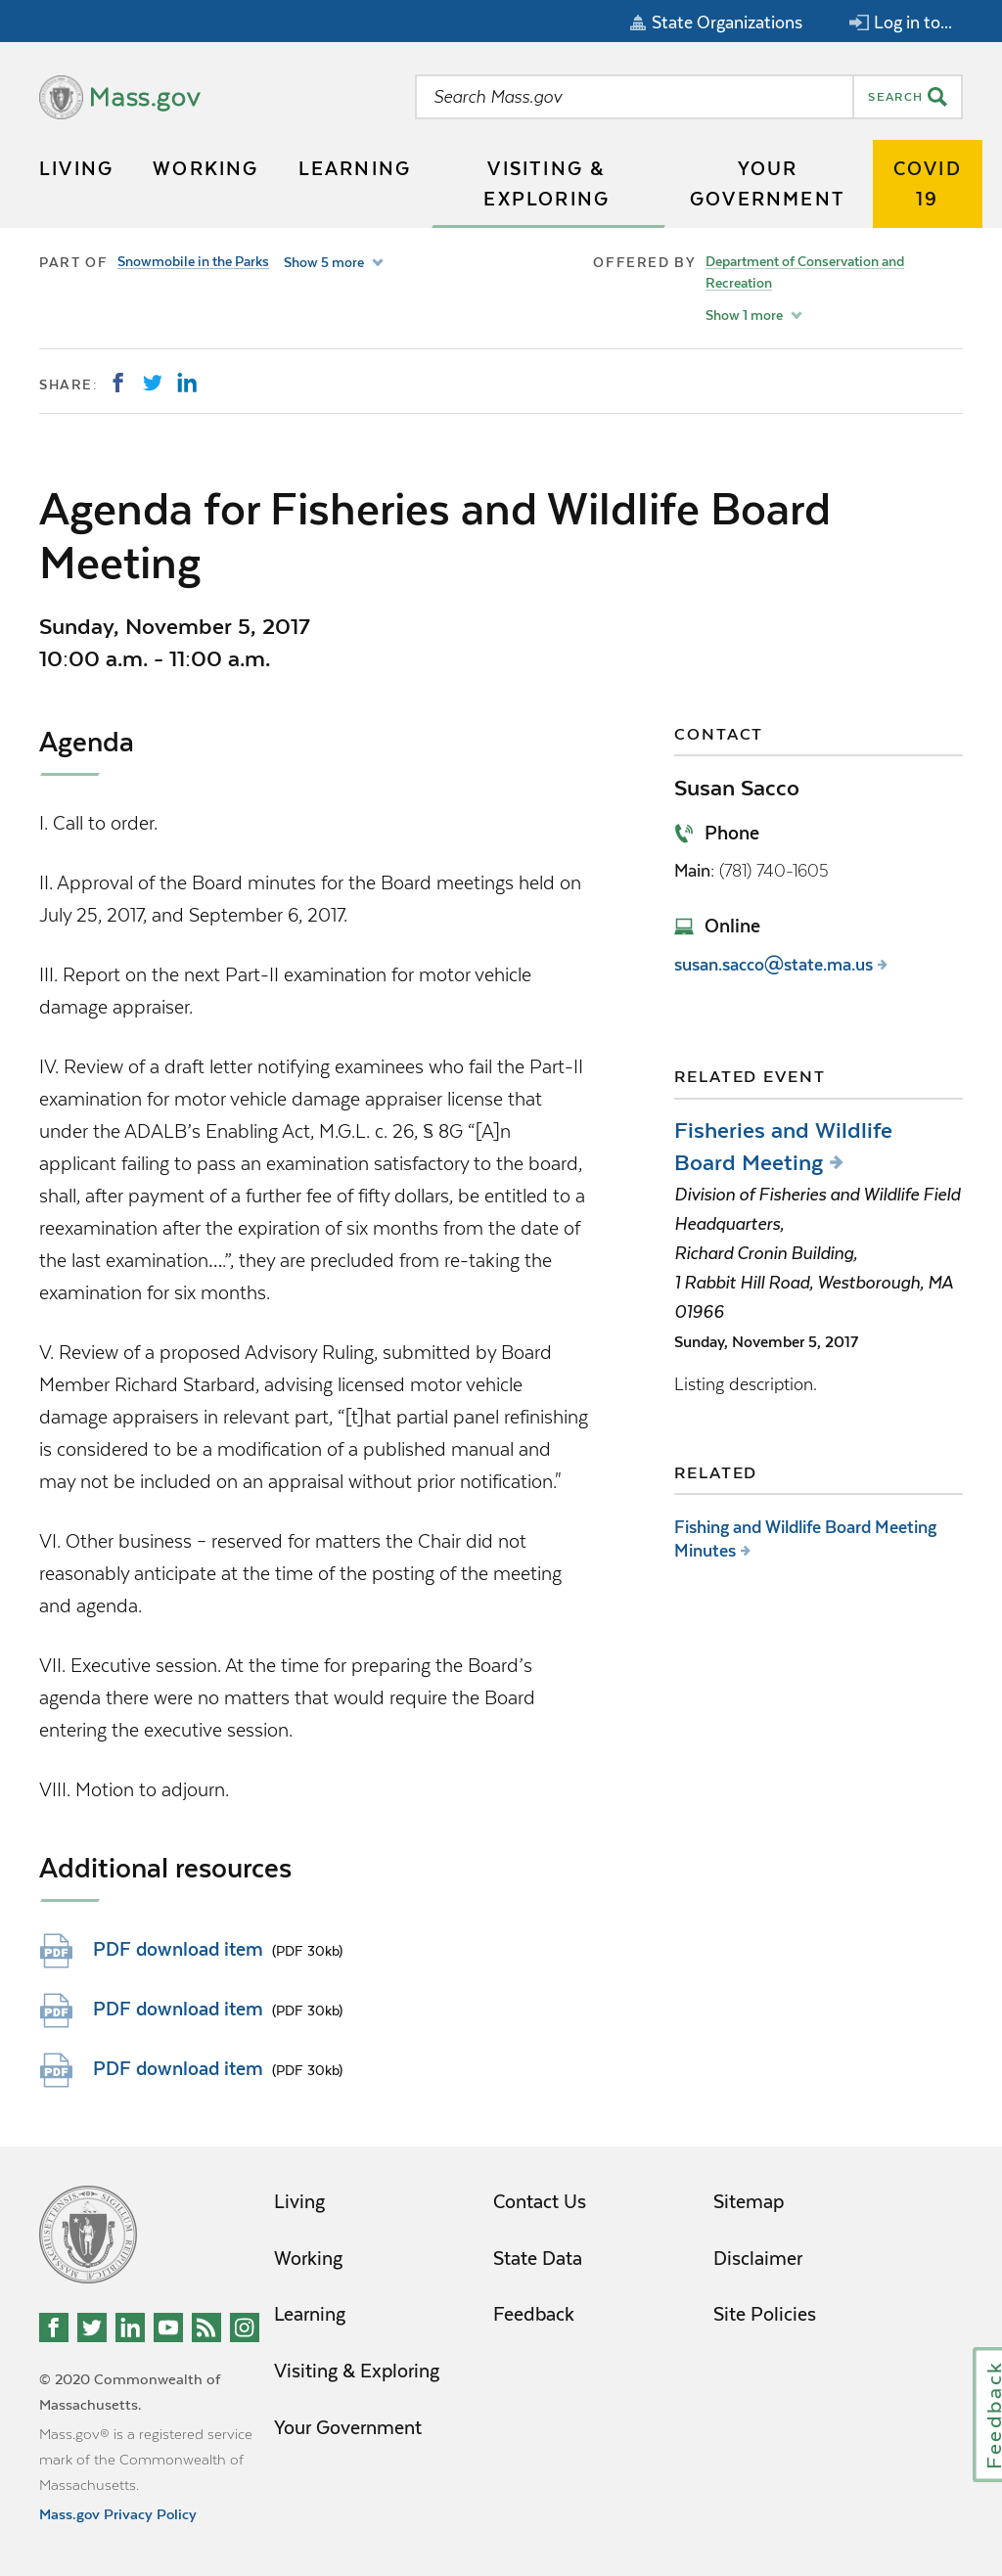 State Organizations
Log in to...
Mass.gov
Search Mass.gov
SEARCH
LIVING
WORKING
LEARNING
VISITING &
EXPLORING
YOUR
GOVERNMENT
COVID
19
PART OF
Snowmobile in the Parks
Show 5 more
OFFERED BY
Department of Conservation and
Recreation
Show 1 more
SHARE:
Agenda for Fisheries and Wildlife Board
Meeting
Sunday, November 5, 2017
10:00 a.m. - 11:00 a.m.
Agenda
I. Call to order.
II. Approval of the Board minutes for the Board meetings held on
July 25, 2017, and September 6, 2017.
III. Report on the next Part-II examination for motor vehicle
damage appraiser.
IV. Review of a draft letter notifying examinees who fail the Part-II
examination for motor vehicle damage appraiser license that
under the ADALB’s Enabling Act, M.G.L. c. 26, § 8G “[A]n
applicant failing to pass an examination satisfactory to the board,
shall, after payment of a further fee of fifty dollars, be entitled to a
reexamination after the expiration of six months from the date of
the last examination….”, they are precluded from re-taking the
examination for six months.
V. Review of a proposed Advisory Ruling, submitted by Board
Member Richard Starbard, advising licensed motor vehicle
damage appraisers in relevant part, “[t]hat partial panel refinishing
is considered to be a modification of a published manual and
may not be included on an appraisal without prior notification."
VI. Other business – reserved for matters the Chair did not
reasonably anticipate at the time of the posting of the meeting
and agenda.
VII. Executive session. At the time for preparing the Board’s
agenda there were no matters that would require the Board
entering the executive session.
VIII. Motion to adjourn.
Additional resources
PDF
PDF download item (PDF 30kb)
PDF
PDF download item (PDF 30kb)
PDF
PDF download item (PDF 30kb)
CONTACT
Susan Sacco
Phone
Main: (781) 740-1605
Online
susan.sacco@state.ma.us
RELATED EVENT
Fisheries and Wildlife
Board Meeting
Division of Fisheries and Wildlife Field
Headquarters,
Richard Cronin Building,
1 Rabbit Hill Road, Westborough, MA
01966
Sunday, November 5, 2017
Listing description.
RELATED
Fishing and Wildlife Board Meeting
Minutes
Living
Working
Learning
Visiting & Exploring
Your Government
Contact Us
State Data
Feedback
Sitemap
Disclaimer
Site Policies
© 2020 Commonwealth of
Massachusetts.
Mass.gov® is a registered service
mark of the Commonwealth of
Massachusetts.
Mass.gov Privacy Policy
Feedback